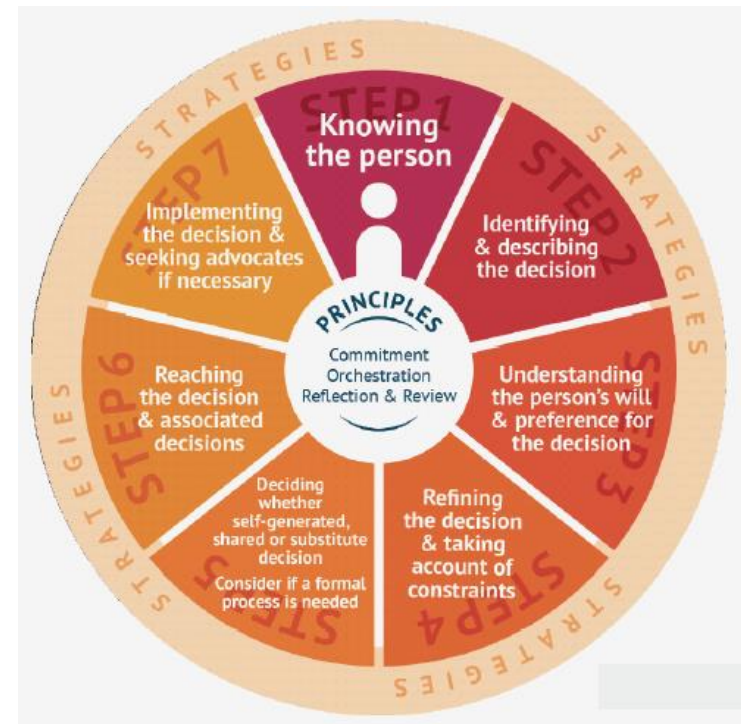 STRATEGIES
STRATEGIES
STRATEGIES
STRATEGIES
STEP 1
Knowing
the person
STEP 2
Identifying
& describing
the decision
STEP 3
Understanding
the person's will
& preference for
the decision
STEP 4
Refining
the decision
& taking
account of
constraints
STEP 5
Deciding
whether
self-generated,
shared or substitute
decision
Consider if a formal
process is needed
STEP 6
Reaching
the decision
& associated
decisions
STEP 7
Implementing
the decision &
seeking advocates
if necessary
PRINCIPLES
Commitment
Orchestration
Reflection & Review